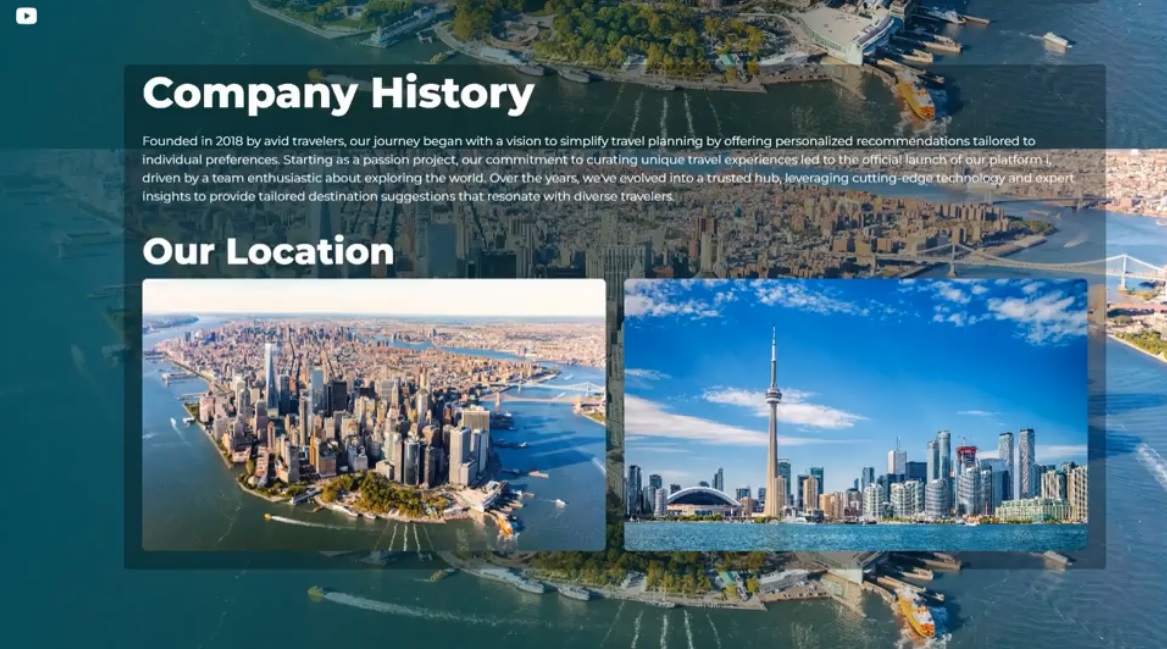 Company History
Founded in 2018 by avid travelers, our journey began with a vision to simplify travel planning by offering personalized recommendations tailored to
individual preferences. Starting as a passion project, our commitment to curating unique travel experiences led to the official launch of our platform l,
driven by a team enthusiastic about exploring the world. Over the years, we've evolved into a trusted hub, leveraging cutting-edge technology and expert
insights to provide tailored destination suggestions that resonate with diverse travelers.
Our Location